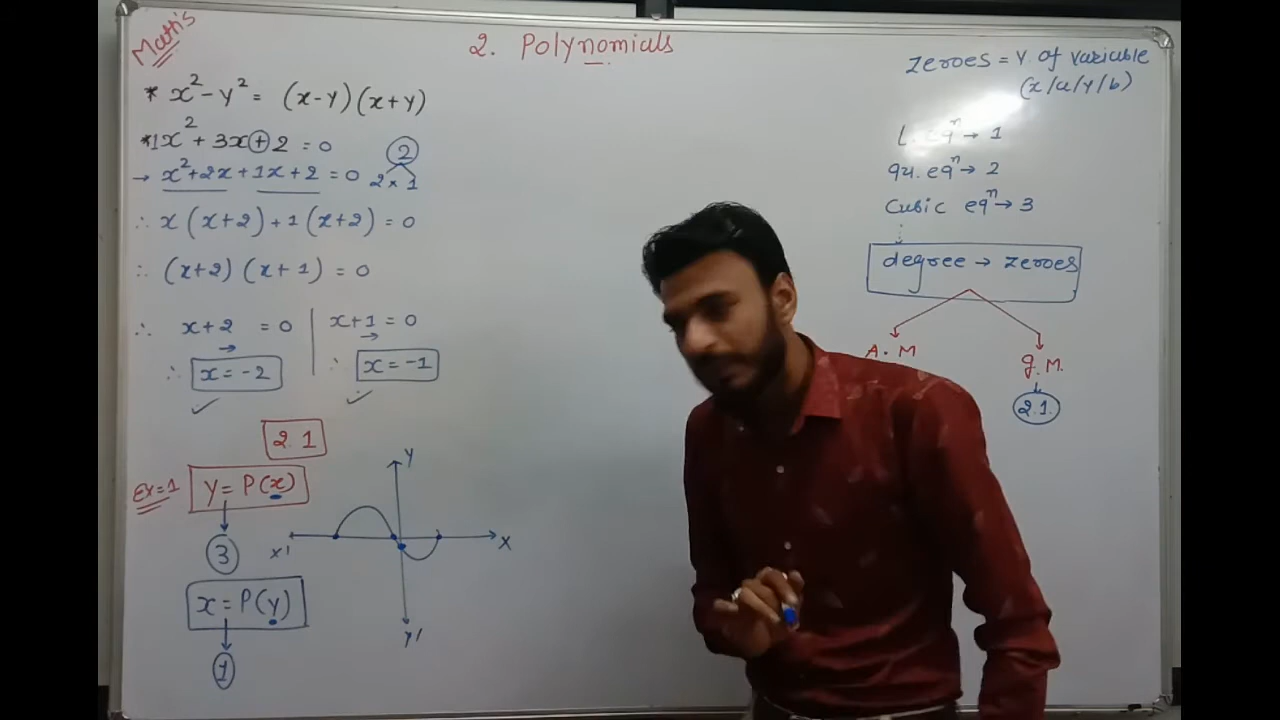 Maths
2. Polynomials
* x² - y² = (x-y)(x+y)
* 1x² + 3x + 2 = 0
→ x² + 2x + 1x + 2 = 0
2
2 × 1
∴ x(x+2) + 1(x+2) = 0
∴ (x+2)(x+1) = 0
∴ x+2 = 0 | x+1 = 0
∴ x = -2 ∴ x = -1
2.1
Ex=1 y = P(x)
3
x = P(y)
1
Y
X' X
Y'
zeroes = V. of variable
(x/a/y/b)
L. eqⁿ → 1
qu. eqⁿ → 2
Cubic eqⁿ → 3
degree → zeroes
A.M
g.M.
2.1.